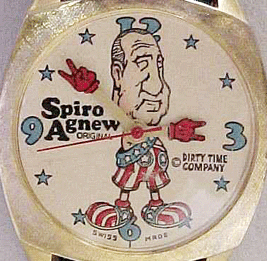 12
Spiro
Agnew
ORIGINAL
9
3
© DIRTY TIME
COMPANY
6
SWISS MADE